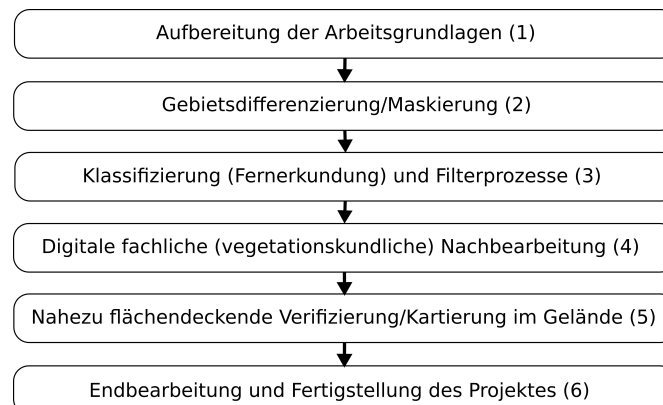 Aufbereitung der Arbeitsgrundlagen (1)
Gebietsdifferenzierung/Maskierung (2)
Klassifizierung (Fernerkundung) und Filterprozesse (3)
Digitale fachliche (vegetationskundliche) Nachbearbeitung (4)
Nahezu flächendeckende Verifizierung/Kartierung im Gelände (5)
Endbearbeitung und Fertigstellung des Projektes (6)